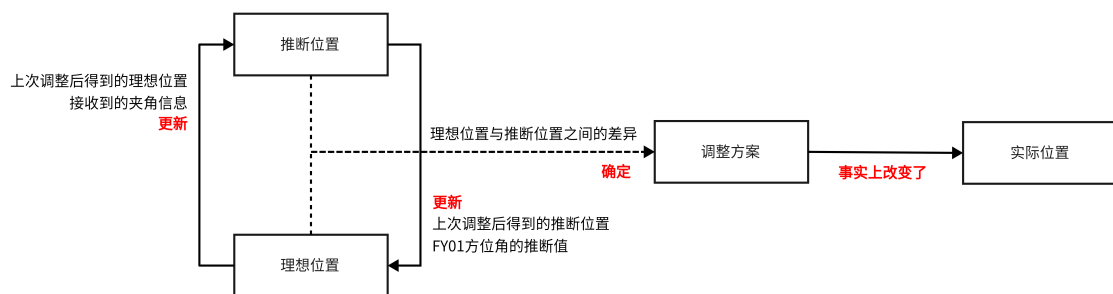 推断位置
上次调整后得到的理想位置
接收到的夹角信息
更新
理想位置与推断位置之间的差异
确定
调整方案
事实上改变了
实际位置
更新
上次调整后得到的推断位置
FY01方位角的推断值
理想位置